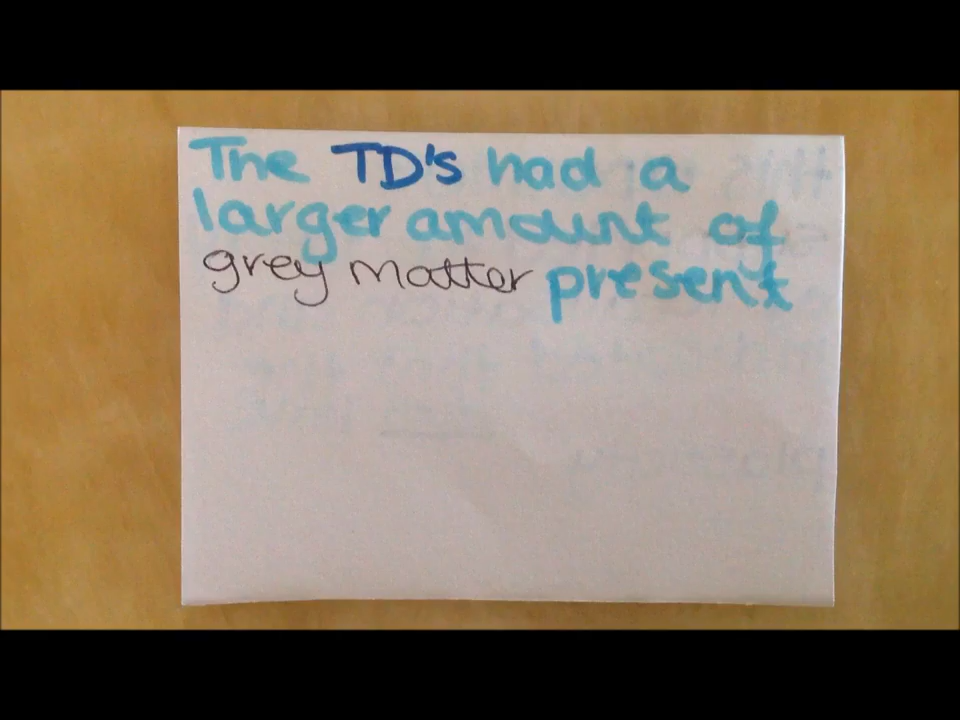 The TD's had a
larger amount of
grey matter present